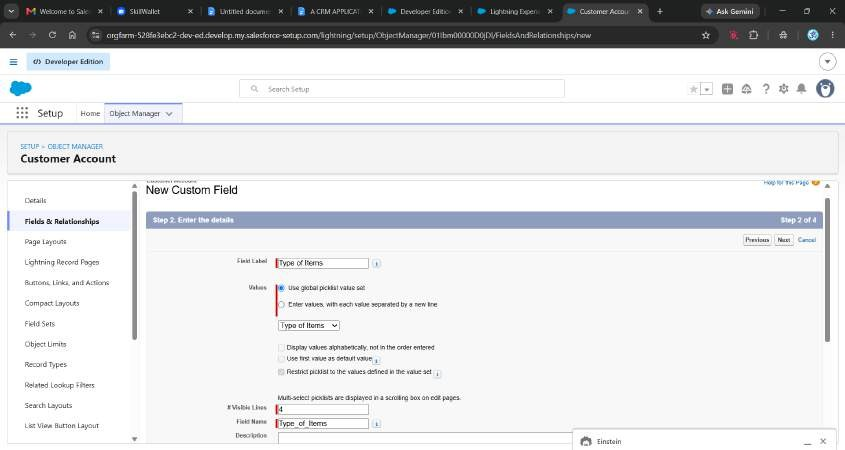 Welcome to Sales
SkillWallet
Untitled documen
A CRM APPLICAT
Developer Edition
Lightning Experie
Customer Accoun
Ask Gemini
orgfarm-528fe3ebc2-dev-ed.develop.my.salesforce-setup.com/lightning/setup/ObjectManager/01Ibm00000D0JDJ/FieldsAndRelationships/new
Developer Edition
Search Setup
Setup
Home
Object Manager
SETUP > OBJECT MANAGER
Customer Account
Details
Fields & Relationships
Page Layouts
Lightning Record Pages
Buttons, Links, and Actions
Compact Layouts
Field Sets
Object Limits
Record Types
Related Lookup Filters
Search Layouts
List View Button Layout
Customer Account
New Custom Field
Help for this Page
Step 2. Enter the details
Step 2 of 4
Previous Next Cancel
Field Label Type of Items
Values Use global picklist value set
Enter values, with each value separated by a new line
Type of Items
Display values alphabetically, not in the order entered
Use first value as default value
Restrict picklist to the values defined in the value set
Multi-select picklists are displayed in a scrolling box on edit pages.
# Visible Lines 4
Field Name Type_of_Items
Description
Einstein